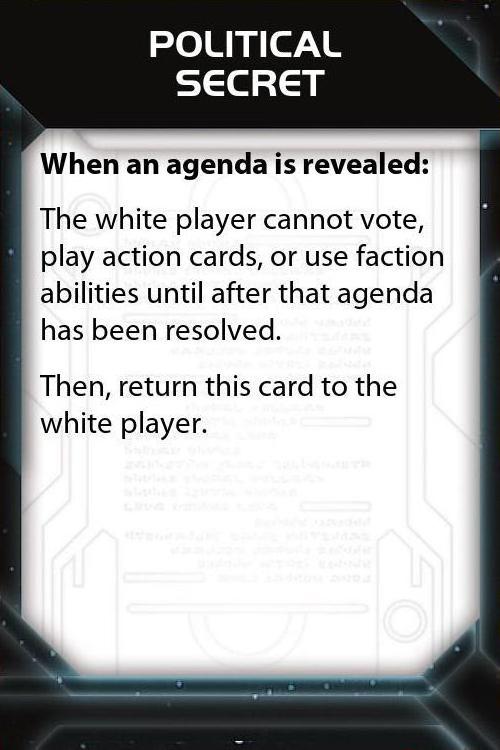 POLITICAL
SECRET
When an agenda is revealed:
The white player cannot vote,
play action cards, or use faction
abilities until after that agenda
has been resolved.
Then, return this card to the
white player.